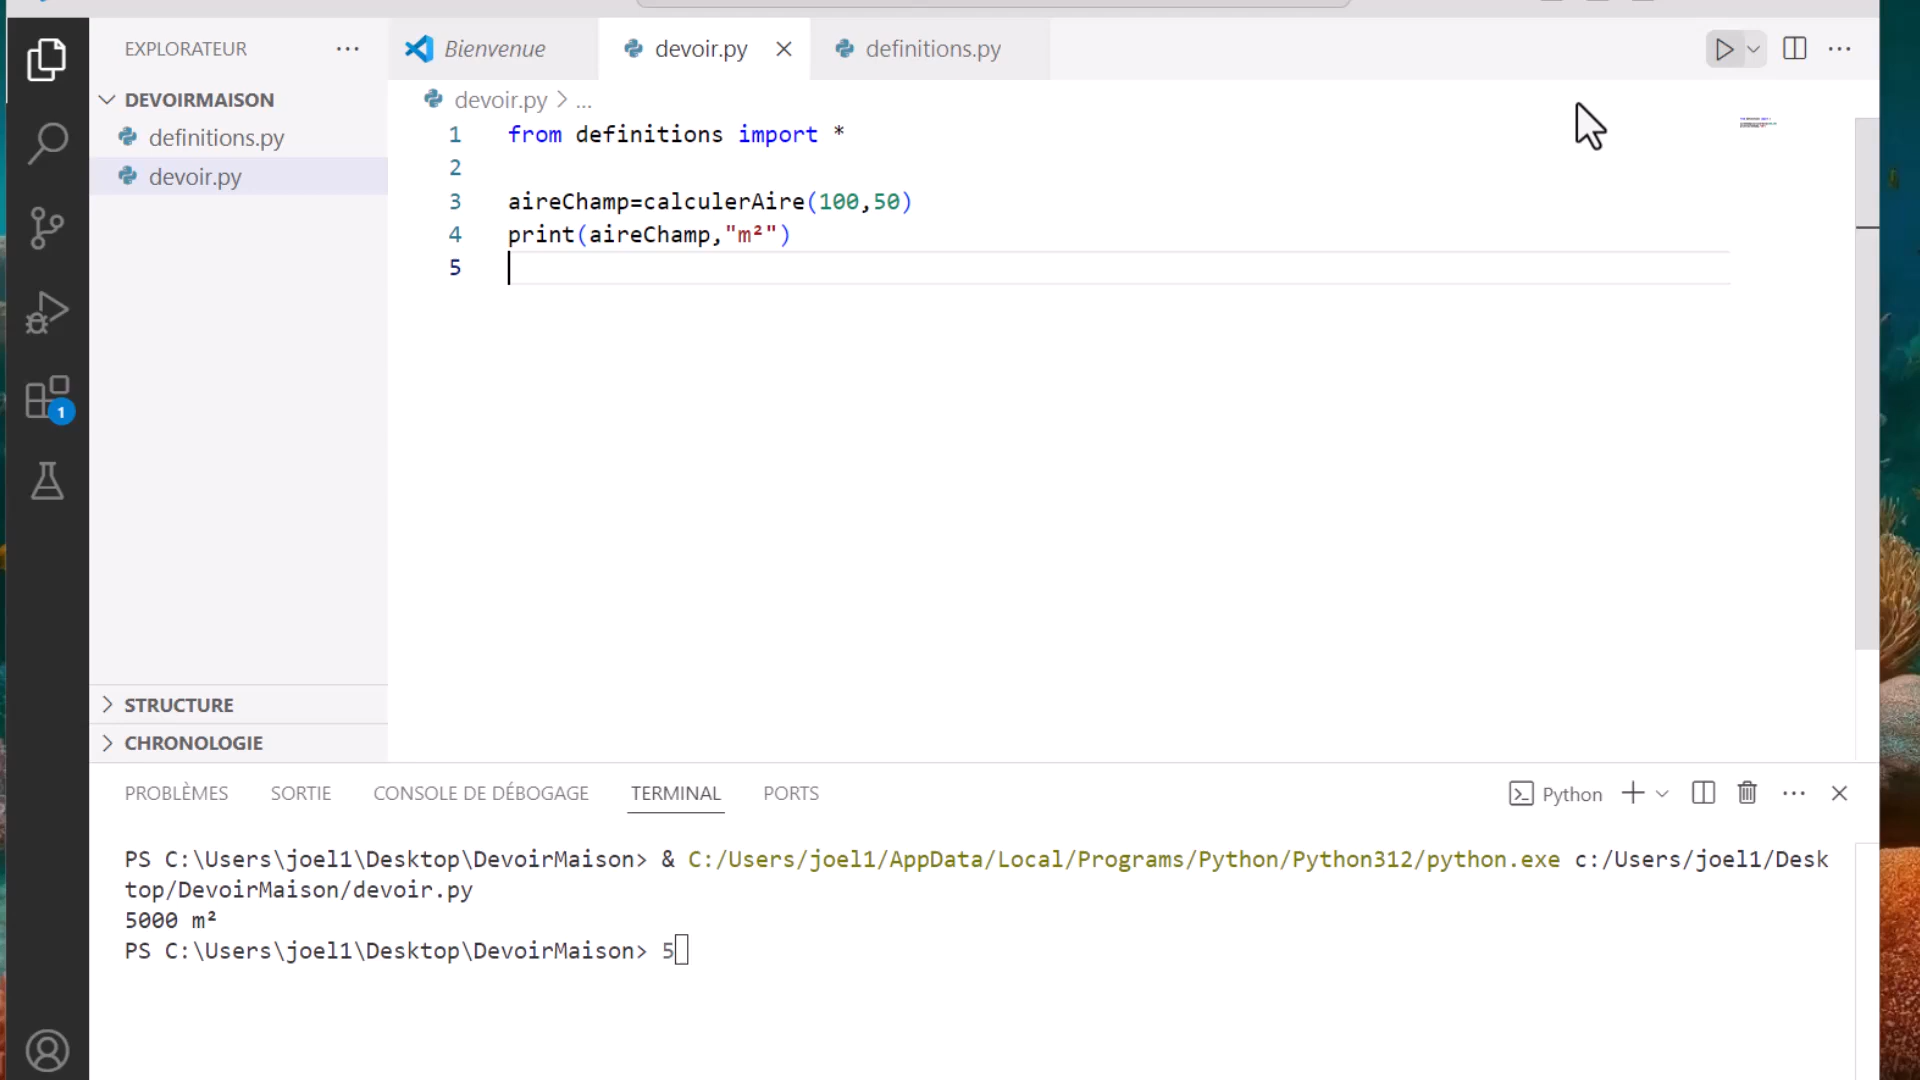 EXPLORATEUR
Bienvenue
devoir.py
definitions.py
DEVOIRMAISON
definitions.py
devoir.py
devoir.py > ...
1 from definitions import *
2
3 aireChamp=calculerAire(100,50)
4 print(aireChamp,"m²")
5
1
STRUCTURE
CHRONOLOGIE
PROBLÈMES SORTIE CONSOLE DE DÉBOGAGE TERMINAL PORTS Python
PS C:\Users\joel1\Desktop\DevoirMaison> & C:/Users/joel1/AppData/Local/Programs/Python/Python312/python.exe c:/Users/joel1/Desk
top/DevoirMaison/devoir.py
5000 m²
PS C:\Users\joel1\Desktop\DevoirMaison> 5